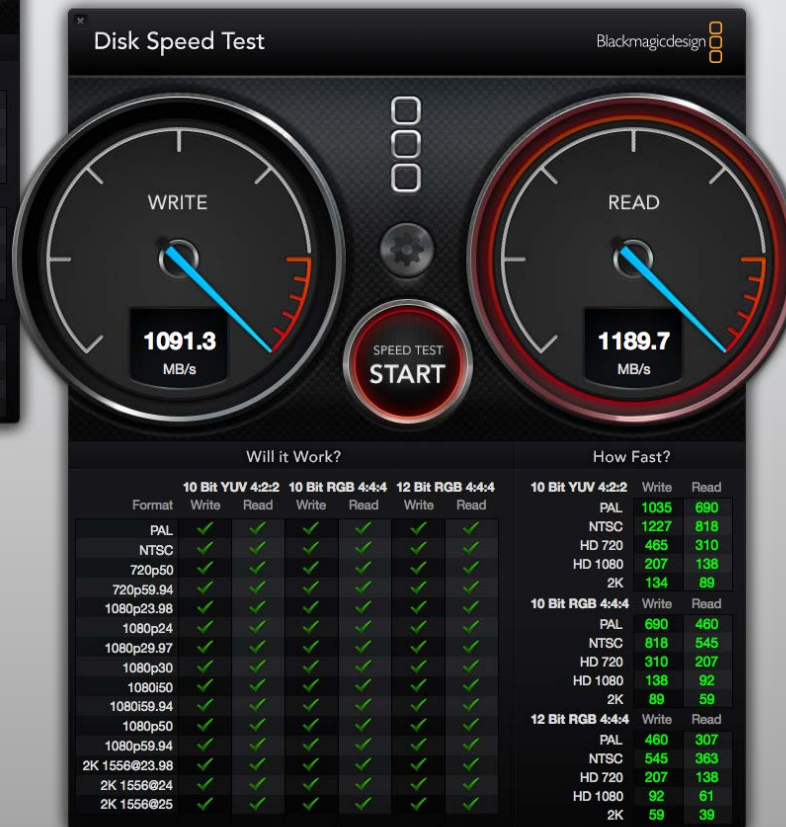 Disk Speed Test
Blackmagicdesign
WRITE
1091.3
MB/s
READ
1189.7
MB/s
SPEED TEST
START
Will it Work?
10 Bit YUV 4:2:2 10 Bit RGB 4:4:4 12 Bit RGB 4:4:4
Format Write Read Write Read Write Read
PAL ✓ ✓ ✓ ✓ ✓ ✓
NTSC ✓ ✓ ✓ ✓ ✓ ✓
720p50 ✓ ✓ ✓ ✓ ✓ ✓
720p59.94 ✓ ✓ ✓ ✓ ✓ ✓
1080p23.98 ✓ ✓ ✓ ✓ ✓ ✓
1080p24 ✓ ✓ ✓ ✓ ✓ ✓
1080p29.97 ✓ ✓ ✓ ✓ ✓ ✓
1080p30 ✓ ✓ ✓ ✓ ✓ ✓
1080i50 ✓ ✓ ✓ ✓ ✓ ✓
1080i59.94 ✓ ✓ ✓ ✓ ✓ ✓
1080p50 ✓ ✓ ✓ ✓ ✓ ✓
1080p59.94 ✓ ✓ ✓ ✓ ✓ ✓
2K 1556@23.98 ✓ ✓ ✓ ✓ ✓ ✓
2K 1556@24 ✓ ✓ ✓ ✓ ✓ ✓
2K 1556@25 ✓ ✓ ✓ ✓ ✓ ✓
How Fast?
10 Bit YUV 4:2:2 Write Read
PAL 1035 690
NTSC 1227 818
HD 720 465 310
HD 1080 207 138
2K 134 89
10 Bit RGB 4:4:4 Write Read
PAL 690 460
NTSC 818 545
HD 720 310 207
HD 1080 138 92
2K 89 59
12 Bit RGB 4:4:4 Write Read
PAL 460 307
NTSC 545 363
HD 720 207 138
HD 1080 92 61
2K 59 39